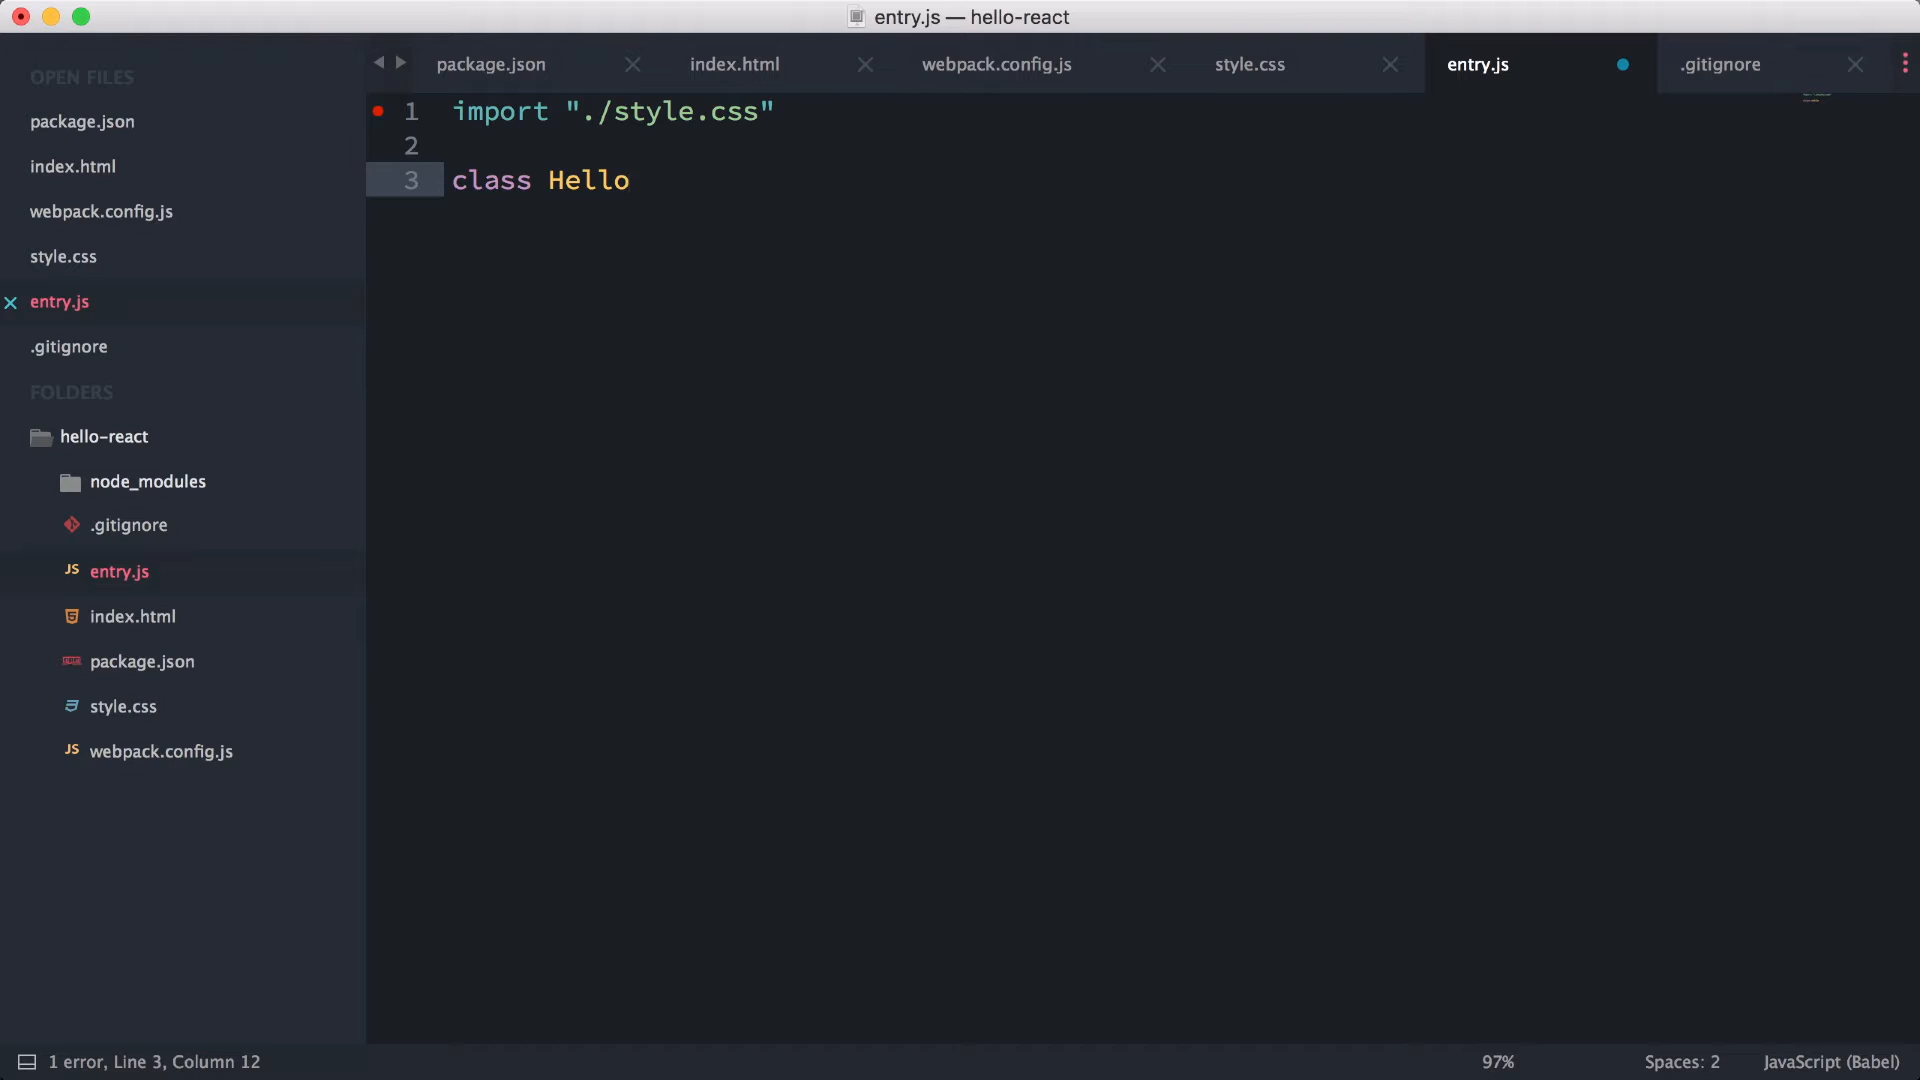 entry.js — hello-react
OPEN FILES
package.json
index.html
webpack.config.js
style.css
entry.js
.gitignore
FOLDERS
hello-react
node_modules
.gitignore
JS entry.js
index.html
package.json
style.css
JS webpack.config.js
package.json index.html webpack.config.js style.css entry.js .gitignore
1 import "./style.css"
2
3 class Hello
1 error, Line 3, Column 12 97% Spaces: 2 JavaScript (Babel)